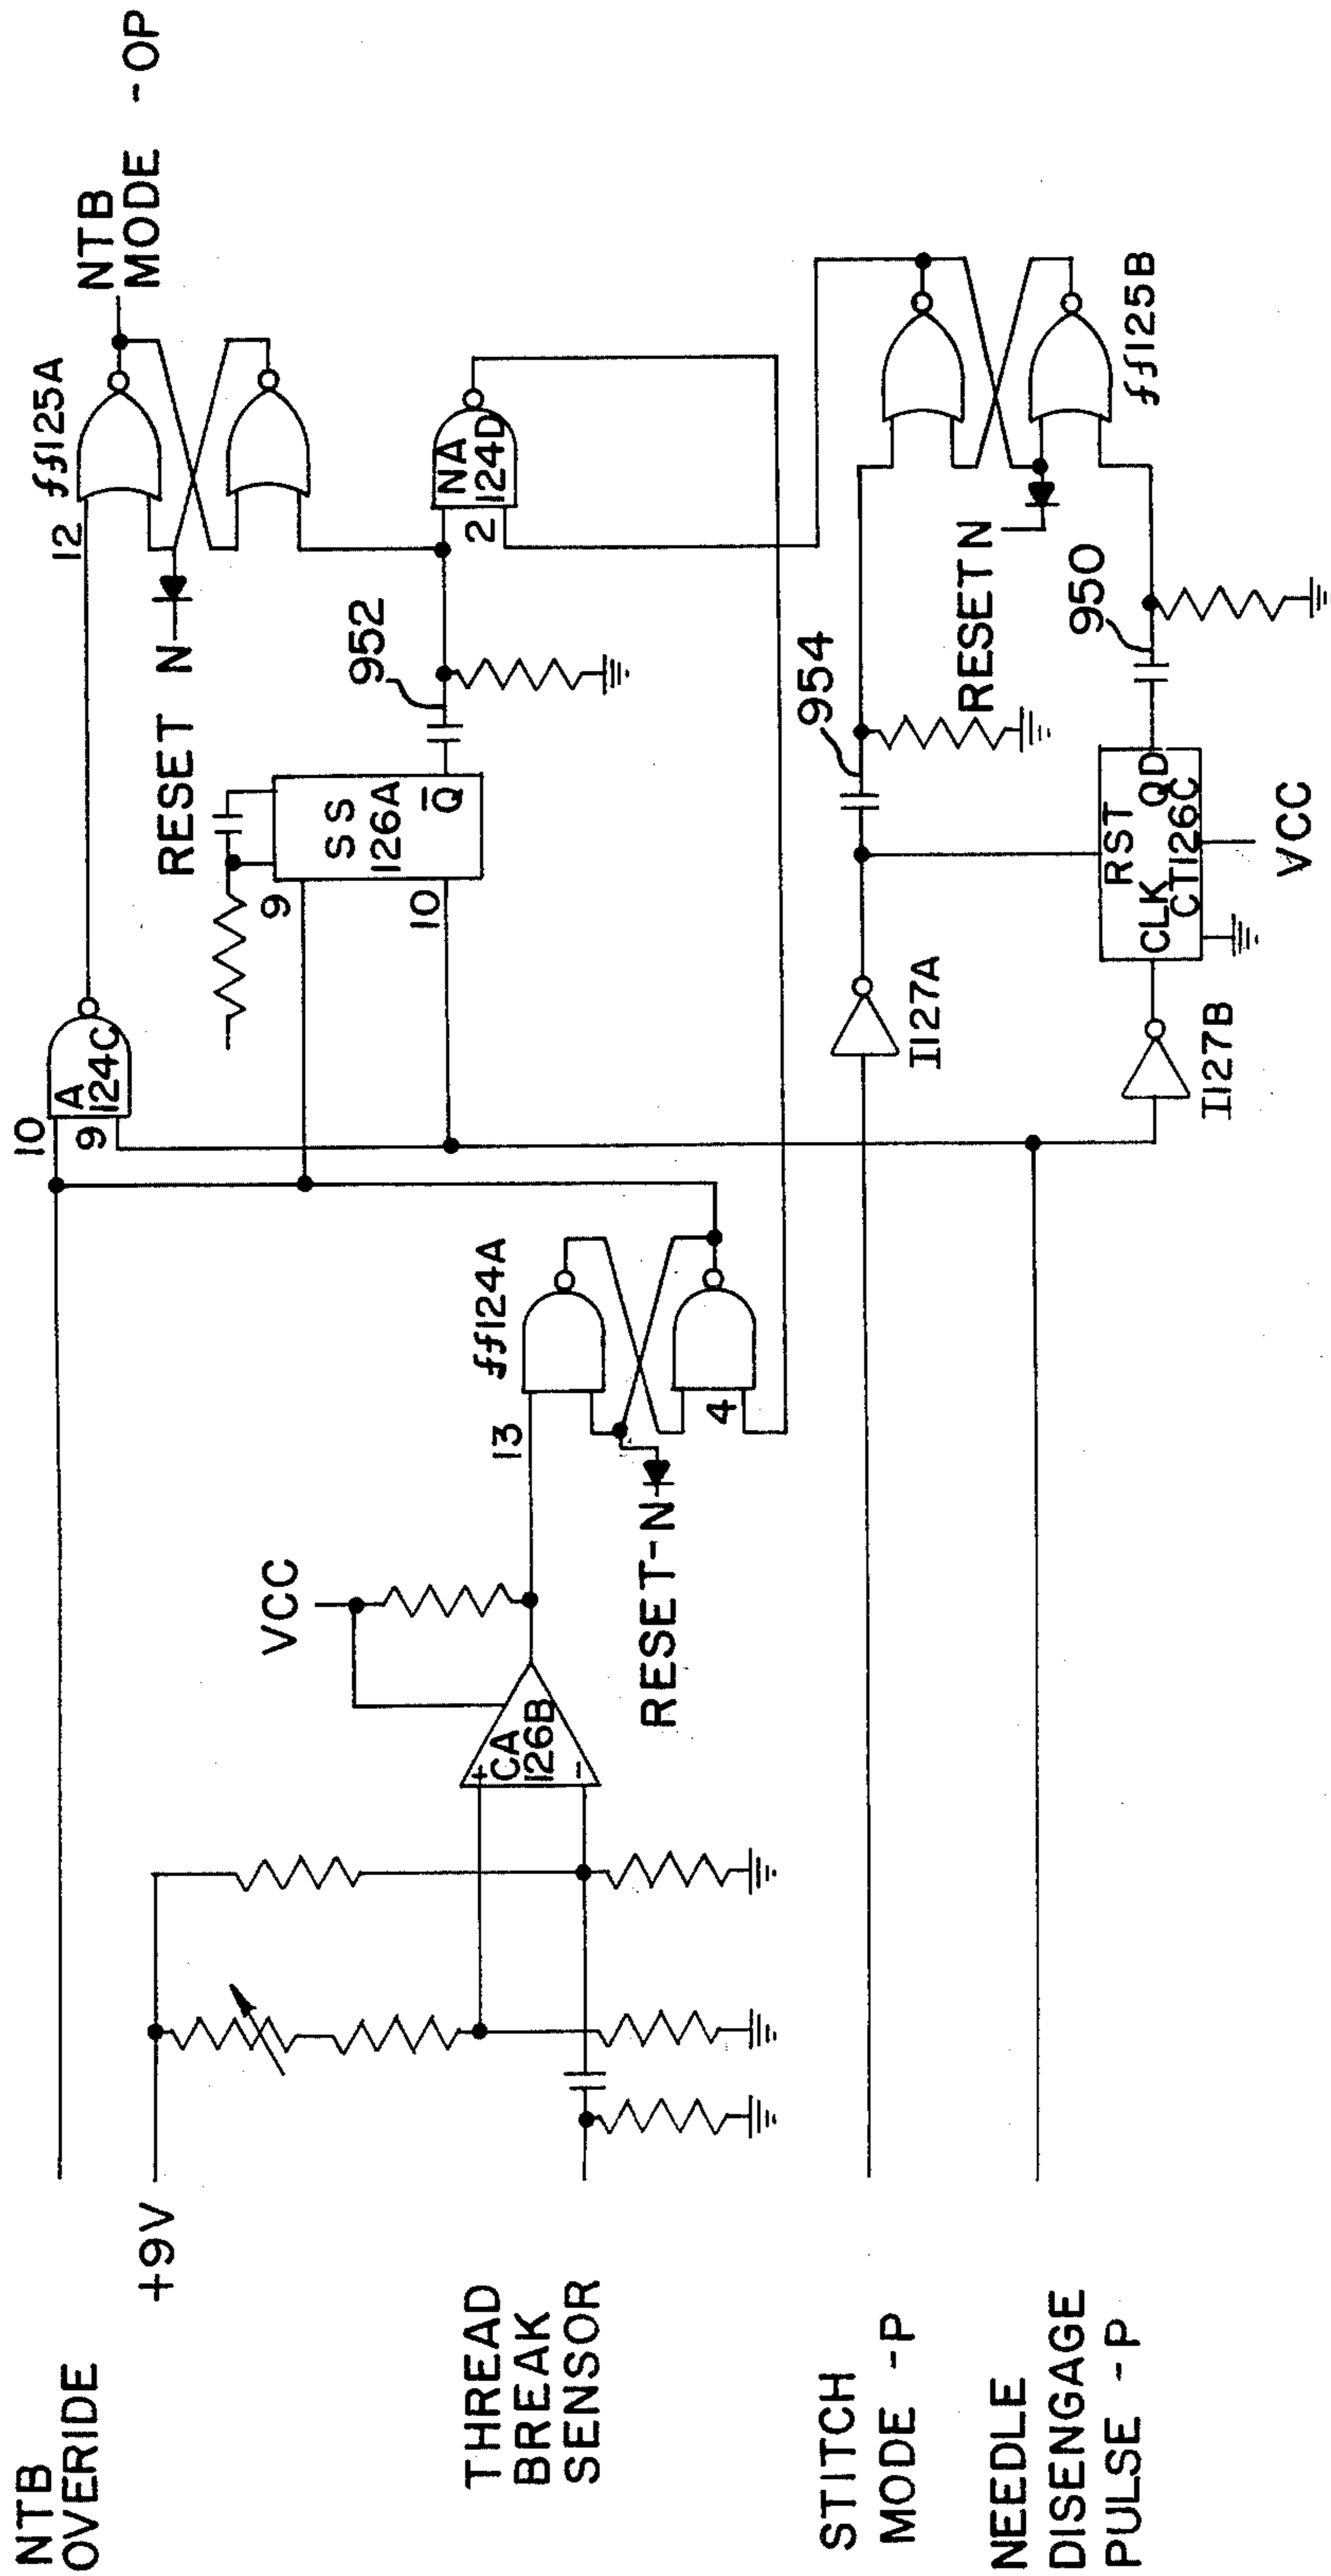 NTB
OVERIDE
+9V
THREAD
BREAK
SENSOR
STITCH
MODE -P
NEEDLE
DISENGAGE
PULSE -P
VCC
+
CA
126B
-
13
ff124A
4
RESET-N
10
9
A
124C
9
10
SS
126A
Q̅
RESET N
12
ff125A
NTB
MODE -OP
952
2
NA
124D
I127A
I127B
954
RST
CLK
QD
CT126C
VCC
950
RESET N
ff125B